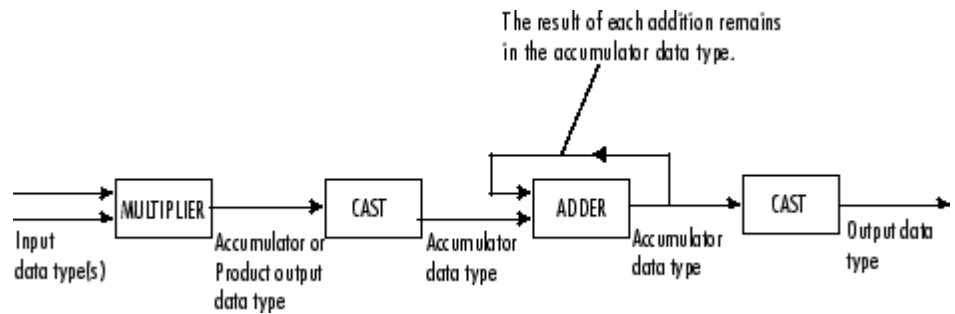 The result of each addition remains
in the accumulator data type.
MULTIPLIER
CAST
ADDER
CAST
Input
data type(s)
Accumulator or
Product output
data type
Accumulator
data type
Accumulator
data type
Output data
type